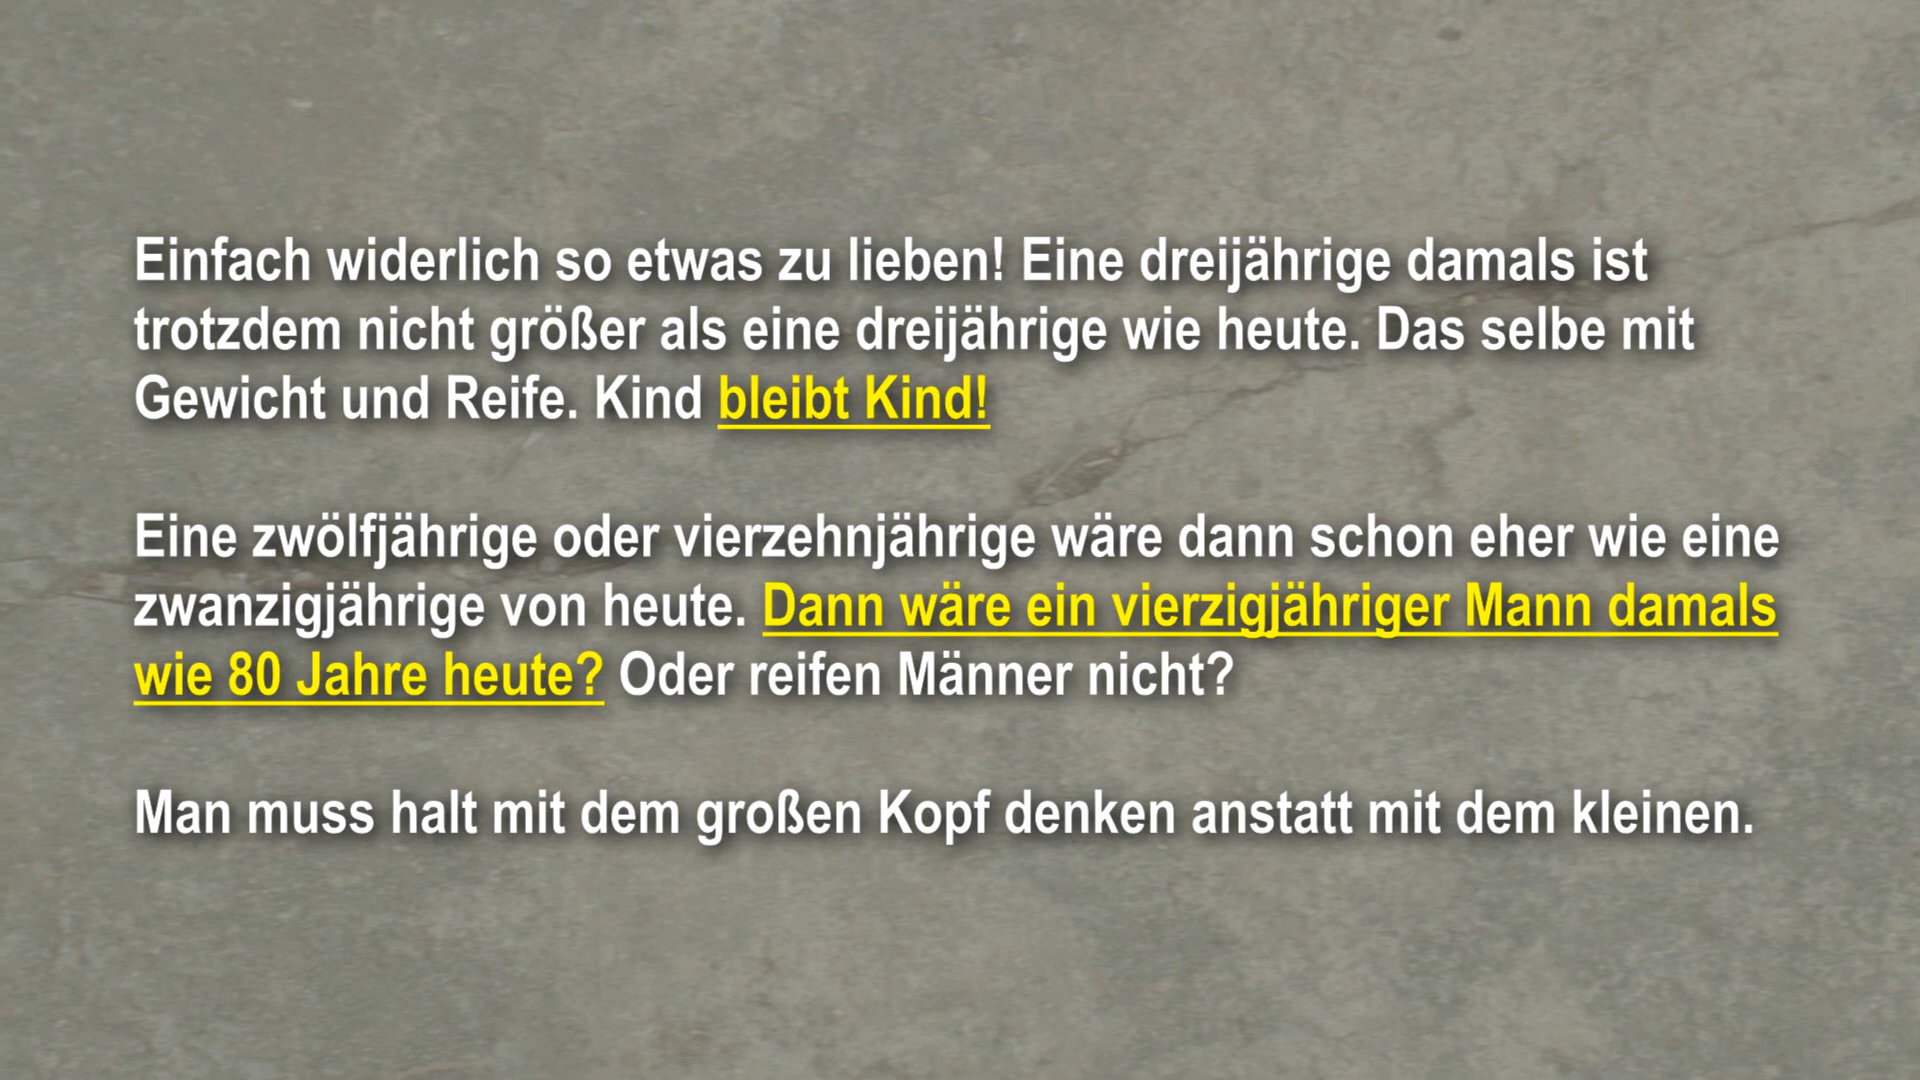 Einfach widerlich so etwas zu lieben! Eine dreijährige damals ist
trotzdem nicht größer als eine dreijährige wie heute. Das selbe mit
Gewicht und Reife. Kind bleibt Kind!
Eine zwölfjährige oder vierzehnjährige wäre dann schon eher wie eine
zwanzigjährige von heute. Dann wäre ein vierzigjähriger Mann damals
wie 80 Jahre heute? Oder reifen Männer nicht?
Man muss halt mit dem großen Kopf denken anstatt mit dem kleinen.